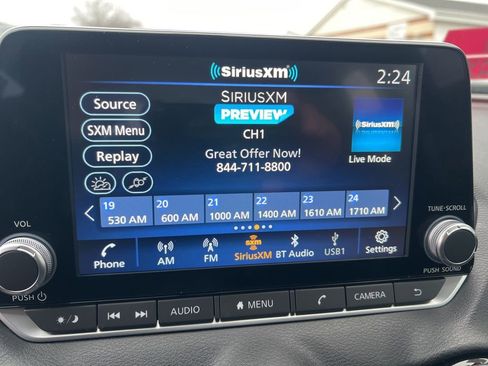 SiriusXM
2:24
Source
SIRIUSXM
PREVIEW
SXM Menu
CH1
SiriusXM
Replay
Great Offer Now!
844-711-8800
Live Mode
19 20 21 22 23 24
530 AM 600 AM 1000 AM 1400 AM 1610 AM 1710 AM
VOL
TUNE•SCROLL
Phone AM FM SXM SiriusXM BT Audio USB1 Settings
PUSH
PUSH SOUND
AUDIO MENU CAMERA